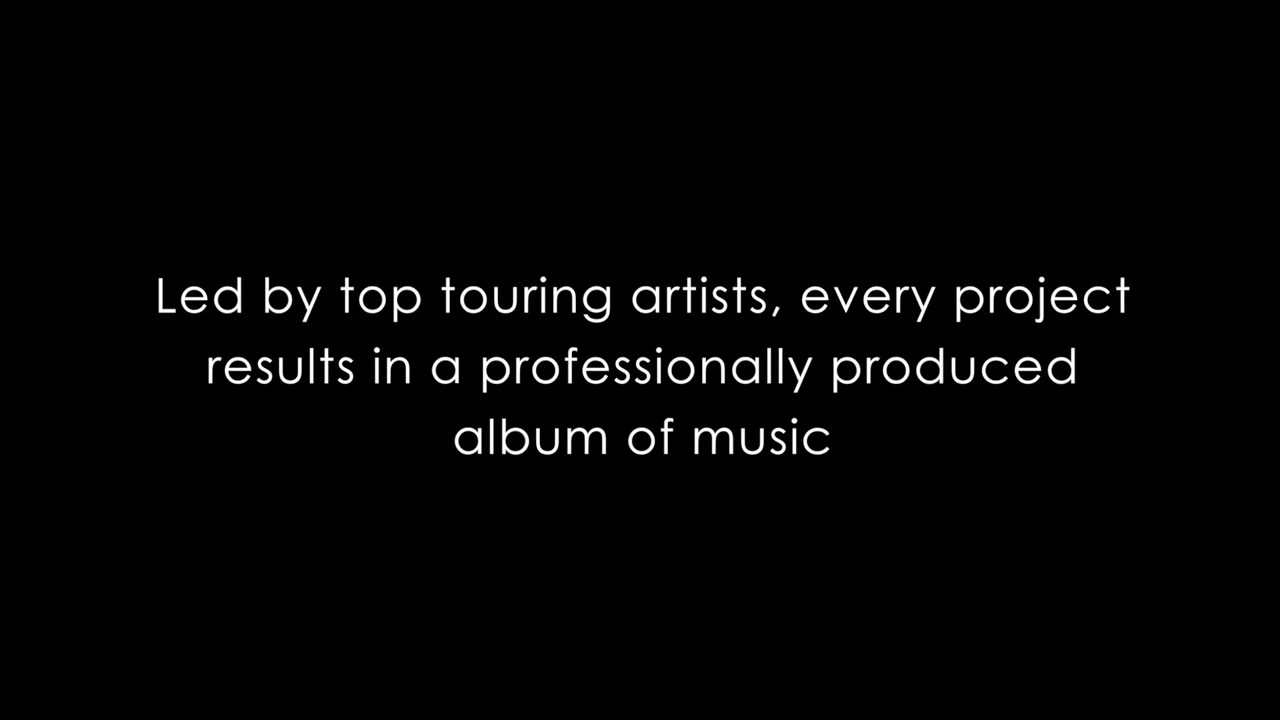 Led by top touring artists, every project
results in a professionally produced
album of music